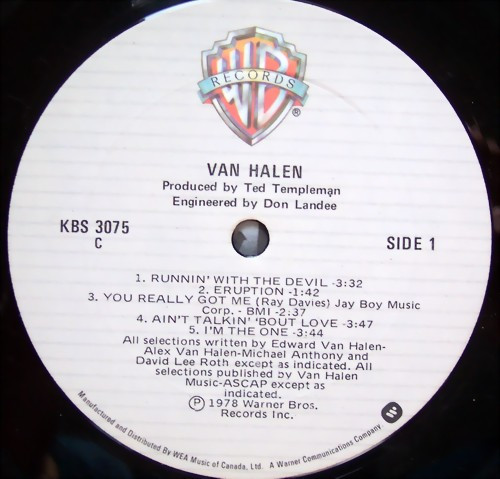 WB
RECORDS
®
VAN HALEN
Produced by Ted Templeman
Engineered by Don Landee
KBS 3075
C
SIDE 1
1. RUNNIN' WITH THE DEVIL -3:32
2. ERUPTION -1:42
3. YOU REALLY GOT ME (Ray Davies) Jay Boy Music
Corp. - BMI -2:37
4. AIN'T TALKIN' 'BOUT LOVE -3:47
5. I'M THE ONE -3:44
All selections written by Edward Van Halen-
Alex Van Halen-Michael Anthony and
David Lee Roth except as indicated. All
selections published by Van Halen
Music-ASCAP except as
indicated.
℗ 1978 Warner Bros.
Records Inc.
Manufactured and Distributed By WEA Music of Canada, Ltd. A Warner Communications Company